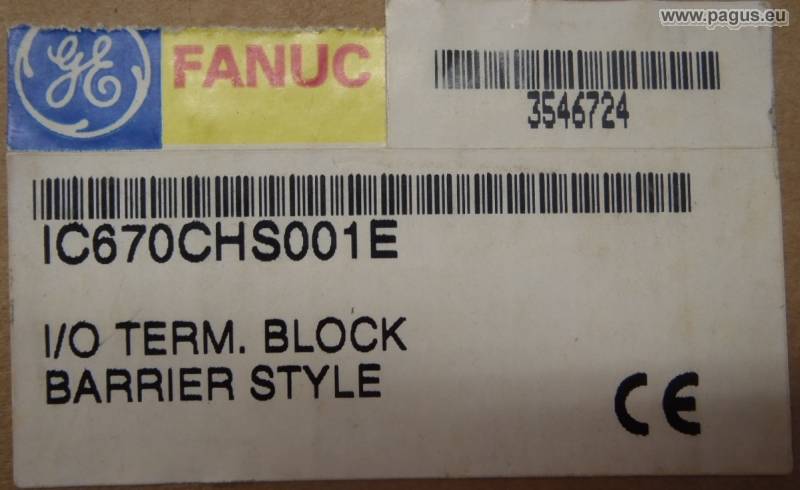 www.pagus.eu
GE FANUC
3546724
IC670CHS001E
I/O TERM. BLOCK
BARRIER STYLE
CE